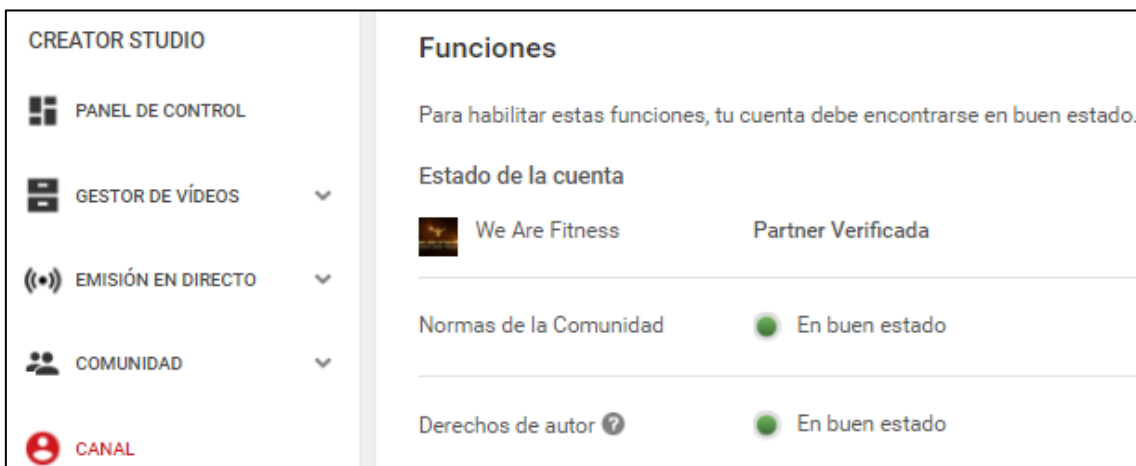 CREATOR STUDIO
PANEL DE CONTROL
GESTOR DE VÍDEOS
EMISIÓN EN DIRECTO
COMUNIDAD
CANAL
Funciones
Para habilitar estas funciones, tu cuenta debe encontrarse en buen estado.
Estado de la cuenta
We Are Fitness Partner Verificada
Normas de la Comunidad En buen estado
Derechos de autor ? En buen estado